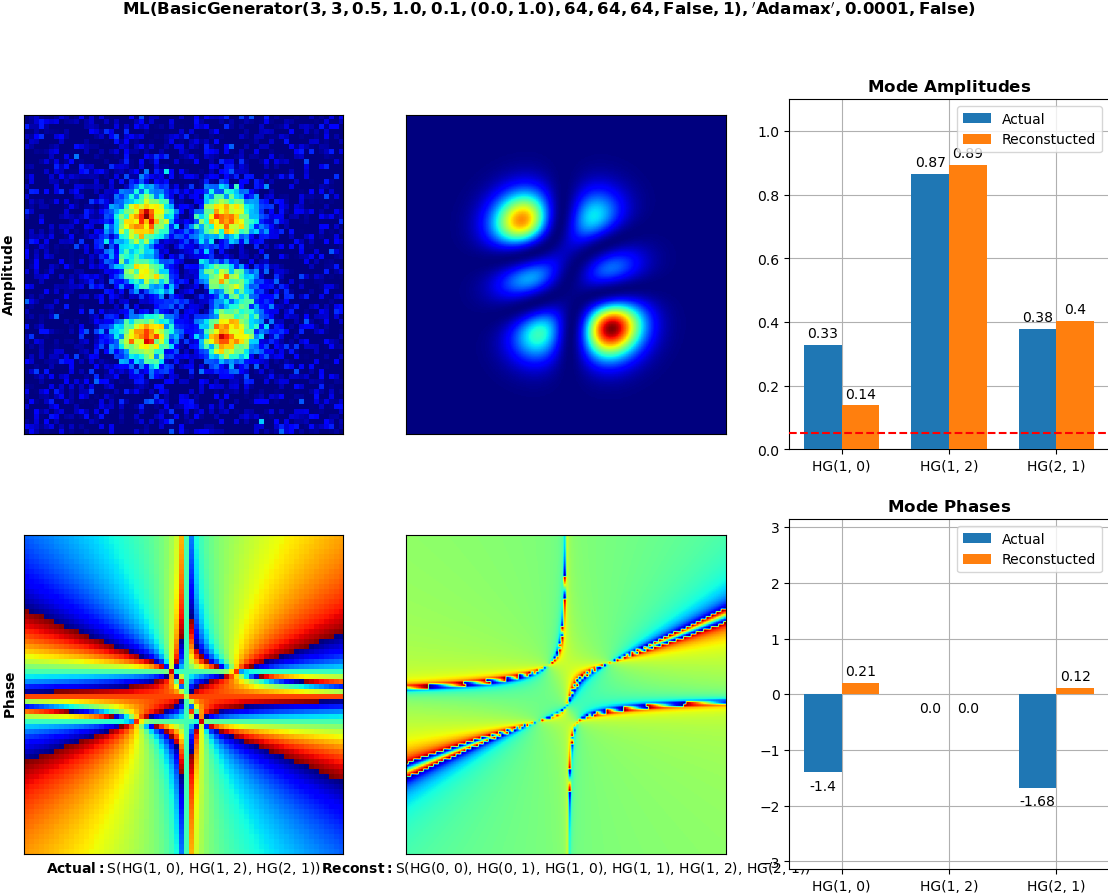 ML(BasicGenerator(3, 3, 0.5, 1.0, 0.1, (0.0, 1.0), 64, 64, 64, False, 1), 'Adamax', 0.0001, False)
Mode Amplitudes
Actual
Reconstucted
1.0
0.8
0.6
0.4
0.2
0.0
0.33
0.14
0.87
0.89
0.38
0.4
HG(1, 0)
HG(1, 2)
HG(2, 1)
Amplitude
Mode Phases
Actual
Reconstucted
3
2
1
0
−1
−2
−3
-1.4
0.21
0.0
0.0
-1.68
0.12
HG(1, 0)
HG(1, 2)
HG(2, 1)
Phase
Actual: S(HG(1, 0), HG(1, 2), HG(2, 1))
Reconst: S(HG(0, 0), HG(0, 1), HG(1, 0), HG(1, 1), HG(1, 2), HG(2, 1))